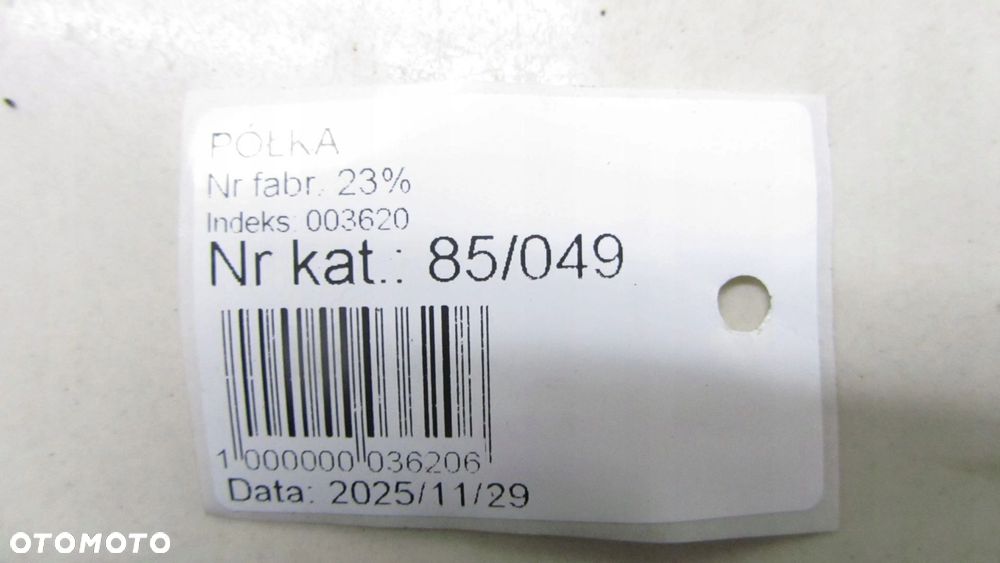 PÓŁKA
Nr fabr. 23%
Indeks: 003620
Nr kat.: 85/049
1 000000 036206
Data: 2025/11/29
OTOMOTO